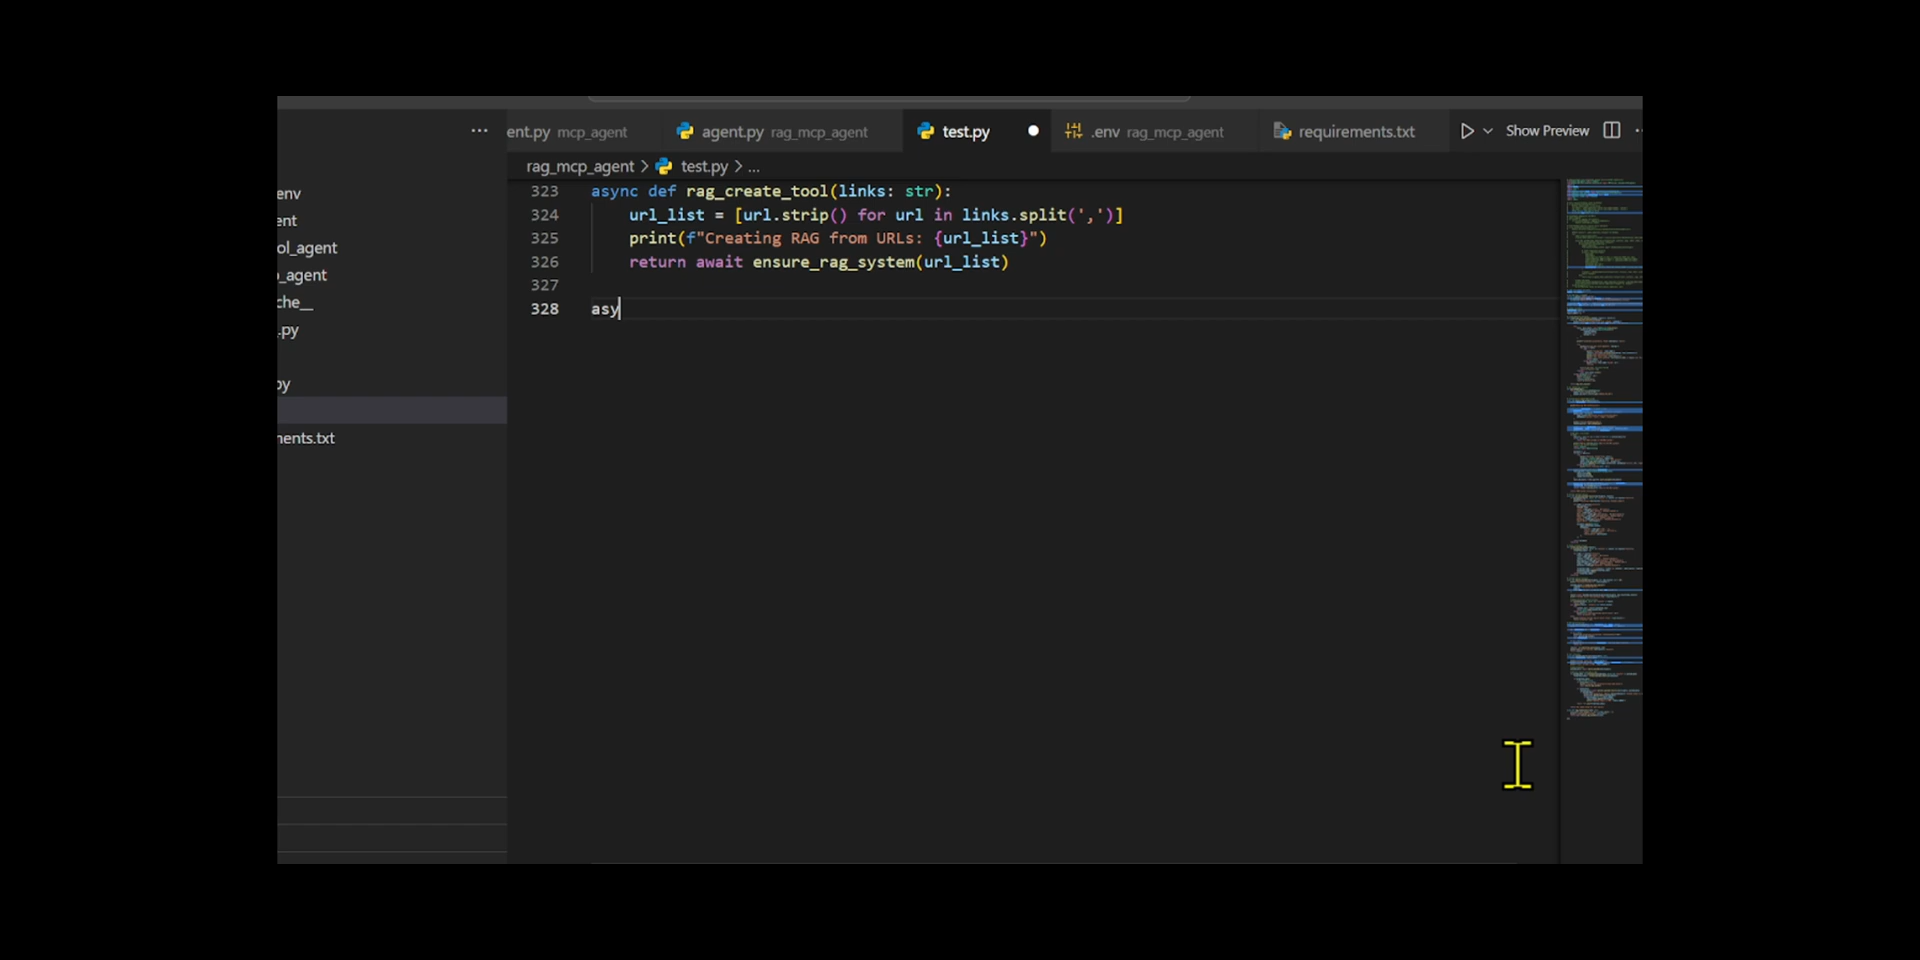 ent.py mcp_agent
agent.py rag_mcp_agent
test.py
.env rag_mcp_agent
requirements.txt
Show Preview
rag_mcp_agent > test.py > ...
env
ent
ol_agent
_agent
che__
.py
py
nents.txt
323 async def rag_create_tool(links: str):
324 url_list = [url.strip() for url in links.split(',')]
325 print(f"Creating RAG from URLs: {url_list}")
326 return await ensure_rag_system(url_list)
327
328 asy